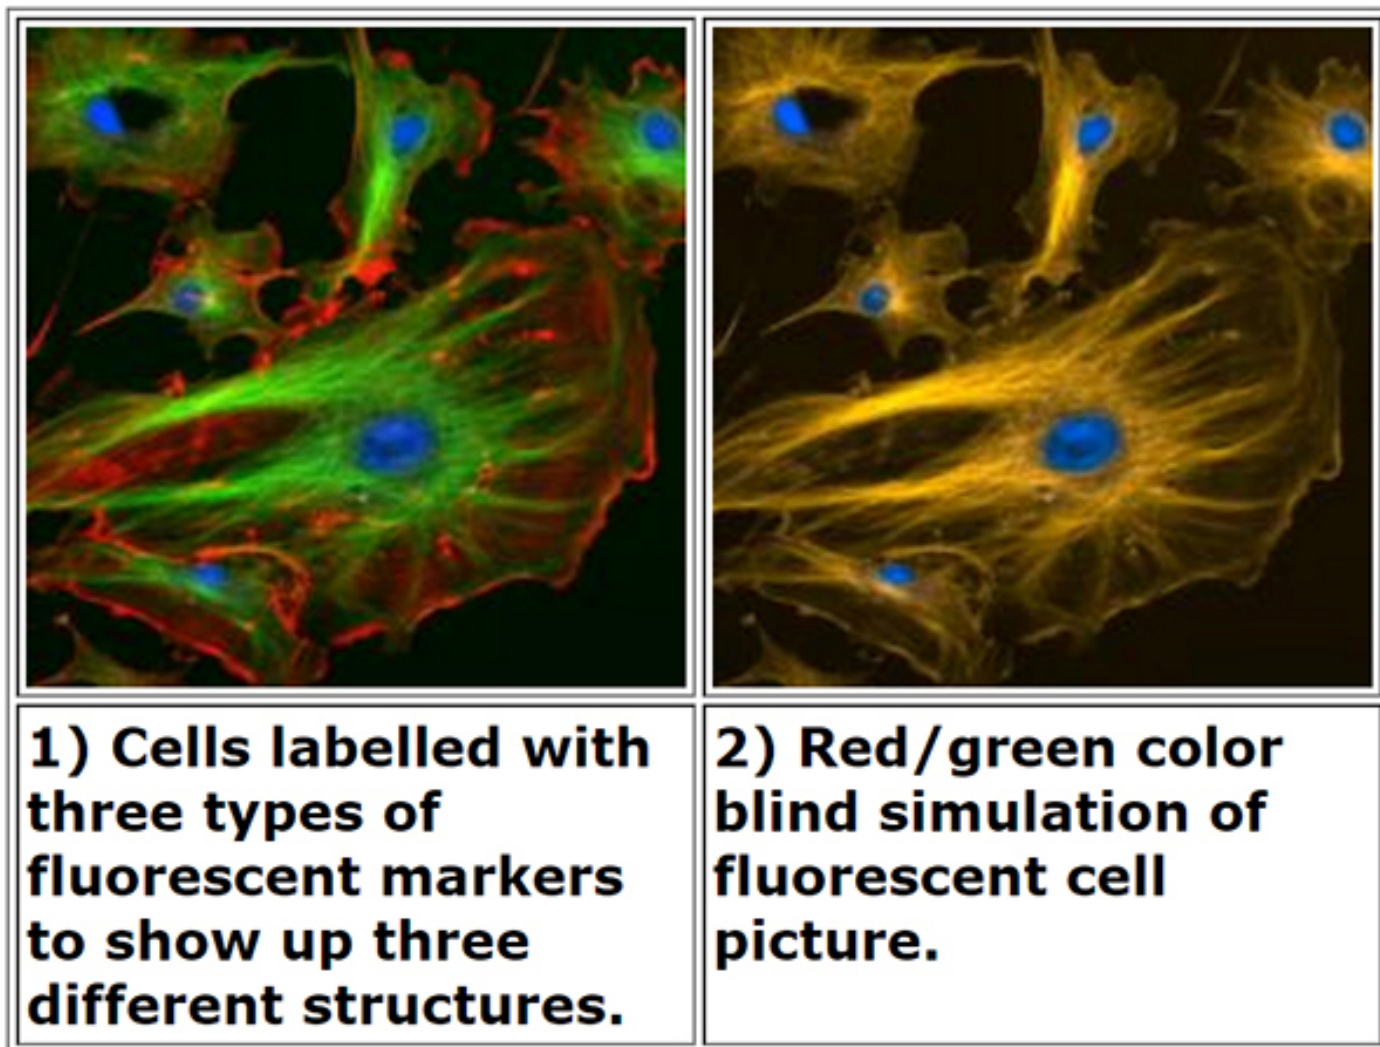 1) Cells labelled with
three types of
fluorescent markers
to show up three
different structures.
2) Red/green color
blind simulation of
fluorescent cell
picture.